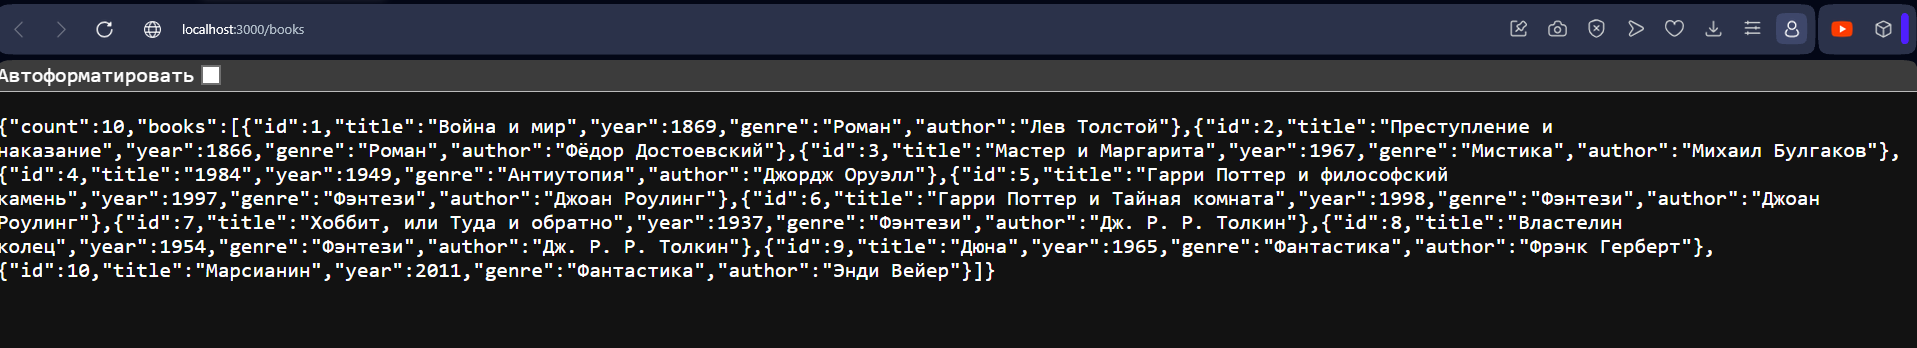 localhost:3000/books
Автоформатировать
{"count":10,"books":[{"id":1,"title":"Война и мир","year":1869,"genre":"Роман","author":"Лев Толстой"},{"id":2,"title":"Преступление и
наказание","year":1866,"genre":"Роман","author":"Фёдор Достоевский"},{"id":3,"title":"Мастер и Маргарита","year":1967,"genre":"Мистика","author":"Михаил Булгаков"},
{"id":4,"title":"1984","year":1949,"genre":"Антиутопия","author":"Джордж Оруэлл"},{"id":5,"title":"Гарри Поттер и философский
камень","year":1997,"genre":"Фэнтези","author":"Джоан Роулинг"},{"id":6,"title":"Гарри Поттер и Тайная комната","year":1998,"genre":"Фэнтези","author":"Джоан
Роулинг"},{"id":7,"title":"Хоббит, или Туда и обратно","year":1937,"genre":"Фэнтези","author":"Дж. Р. Р. Толкин"},{"id":8,"title":"Властелин
колец","year":1954,"genre":"Фэнтези","author":"Дж. Р. Р. Толкин"},{"id":9,"title":"Дюна","year":1965,"genre":"Фантастика","author":"Фрэнк Герберт"},
{"id":10,"title":"Марсианин","year":2011,"genre":"Фантастика","author":"Энди Вейер"}]}